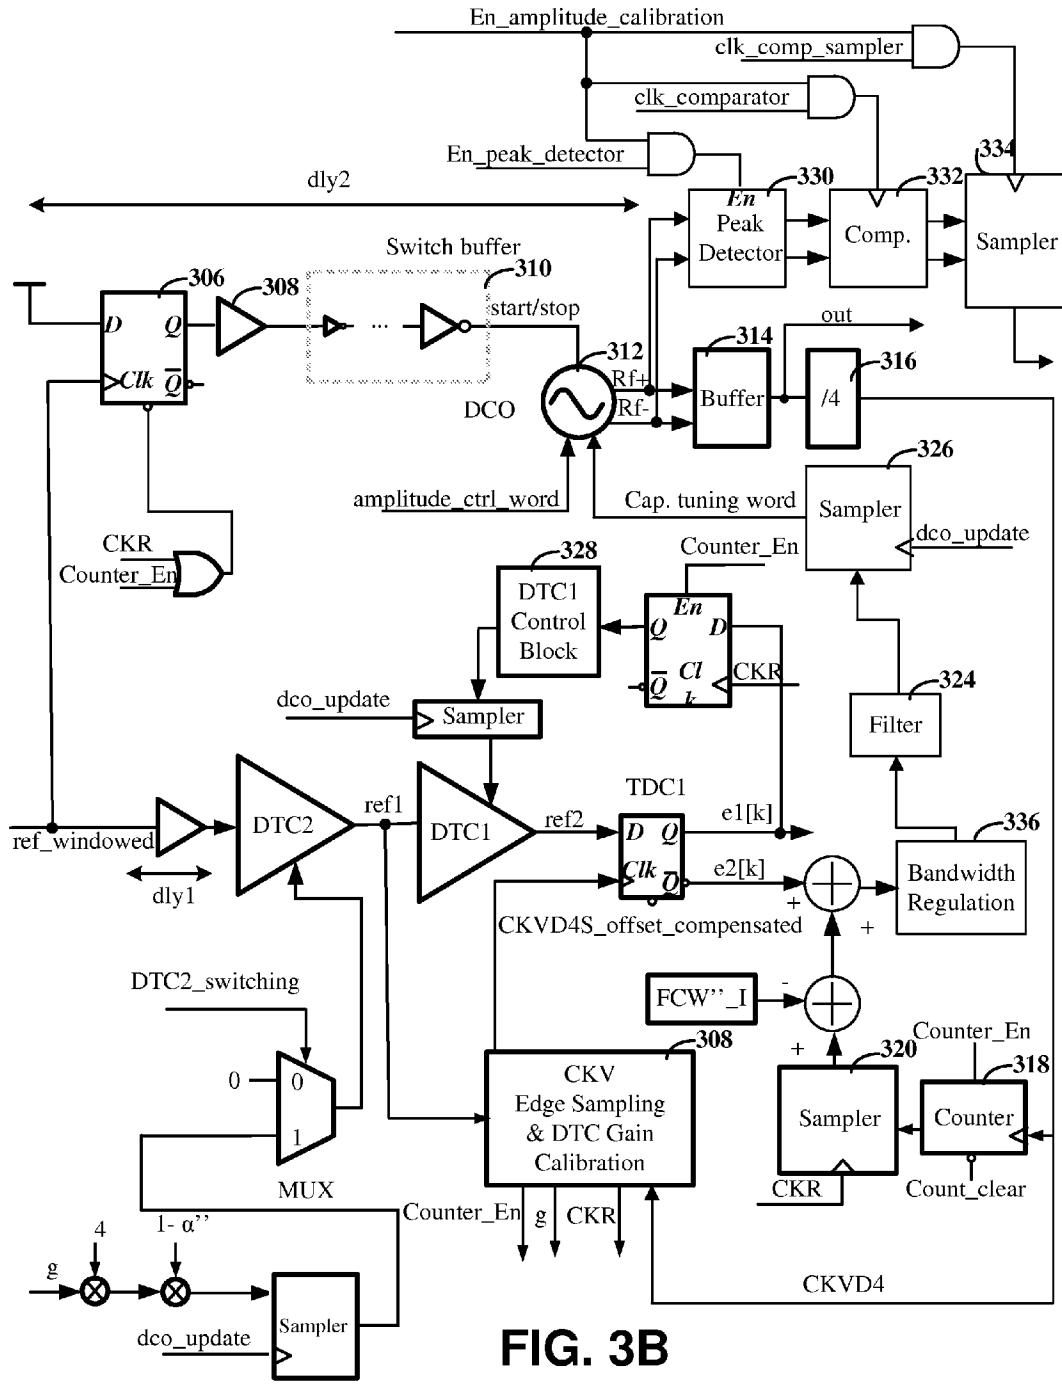 En_amplitude_calibration
clk_comp_sampler
clk_comparator
En_peak_detector
334
dly2
330
332
En
Peak
Detector
Comp.
Sampler
Switch buffer
306
308
310
start/stop
D
Q
Clk
Q
...
312
314
out
316
Rf+
Rf-
DCO
Buffer
/4
326
amplitude_ctrl_word
Cap. tuning word
Sampler
dco_update
CKR
Counter_En
328
Counter_En
DTC1
Control
Block
En
Q
D
Q
Cl
k
CKR
dco_update
Sampler
324
Filter
TDC1
ref_windowed
dly1
DTC2
ref1
DTC1
ref2
D
Q
Clk
Q
e1[k]
e2[k]
336
Bandwidth
Regulation
+
+
CKVD4S_offset_compensated
DTC2_switching
FCW’’_I
-
+
308
320
Counter_En
318
0
0
1
MUX
CKV
Edge Sampling
& DTC Gain
Calibration
Sampler
Counter
CKR
Count_clear
Counter_En
g
CKR
4
1- α’’
g
Sampler
dco_update
CKVD4
FIG. 3B